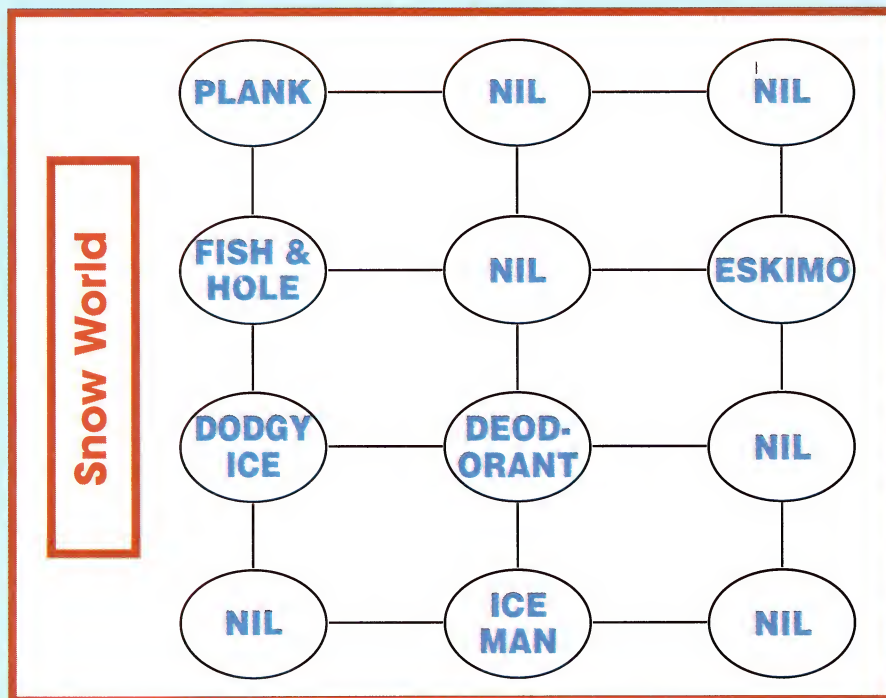 Snow World
PLANK
NIL
NIL
FISH &
HOLE
NIL
ESKIMO
DODGY
ICE
DEOD-
ORANT
NIL
NIL
ICE
MAN
NIL